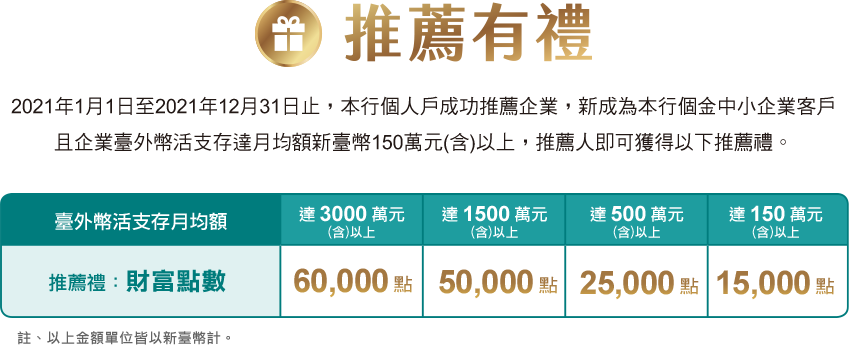 推薦有禮
2021年1月1日至2021年12月31日止，本行個人戶成功推薦企業，新成為本行個金中小企業客戶
且企業臺外幣活支存達月均額新臺幣150萬元(含)以上，推薦人即可獲得以下推薦禮。
臺外幣活支存月均額 達 3000 萬元 (含)以上 達 1500 萬元 (含)以上 達 500 萬元 (含)以上 達 150 萬元 (含)以上
推薦禮：財富點數 60,000 點 50,000 點 25,000 點 15,000 點
註、以上金額單位皆以新臺幣計。